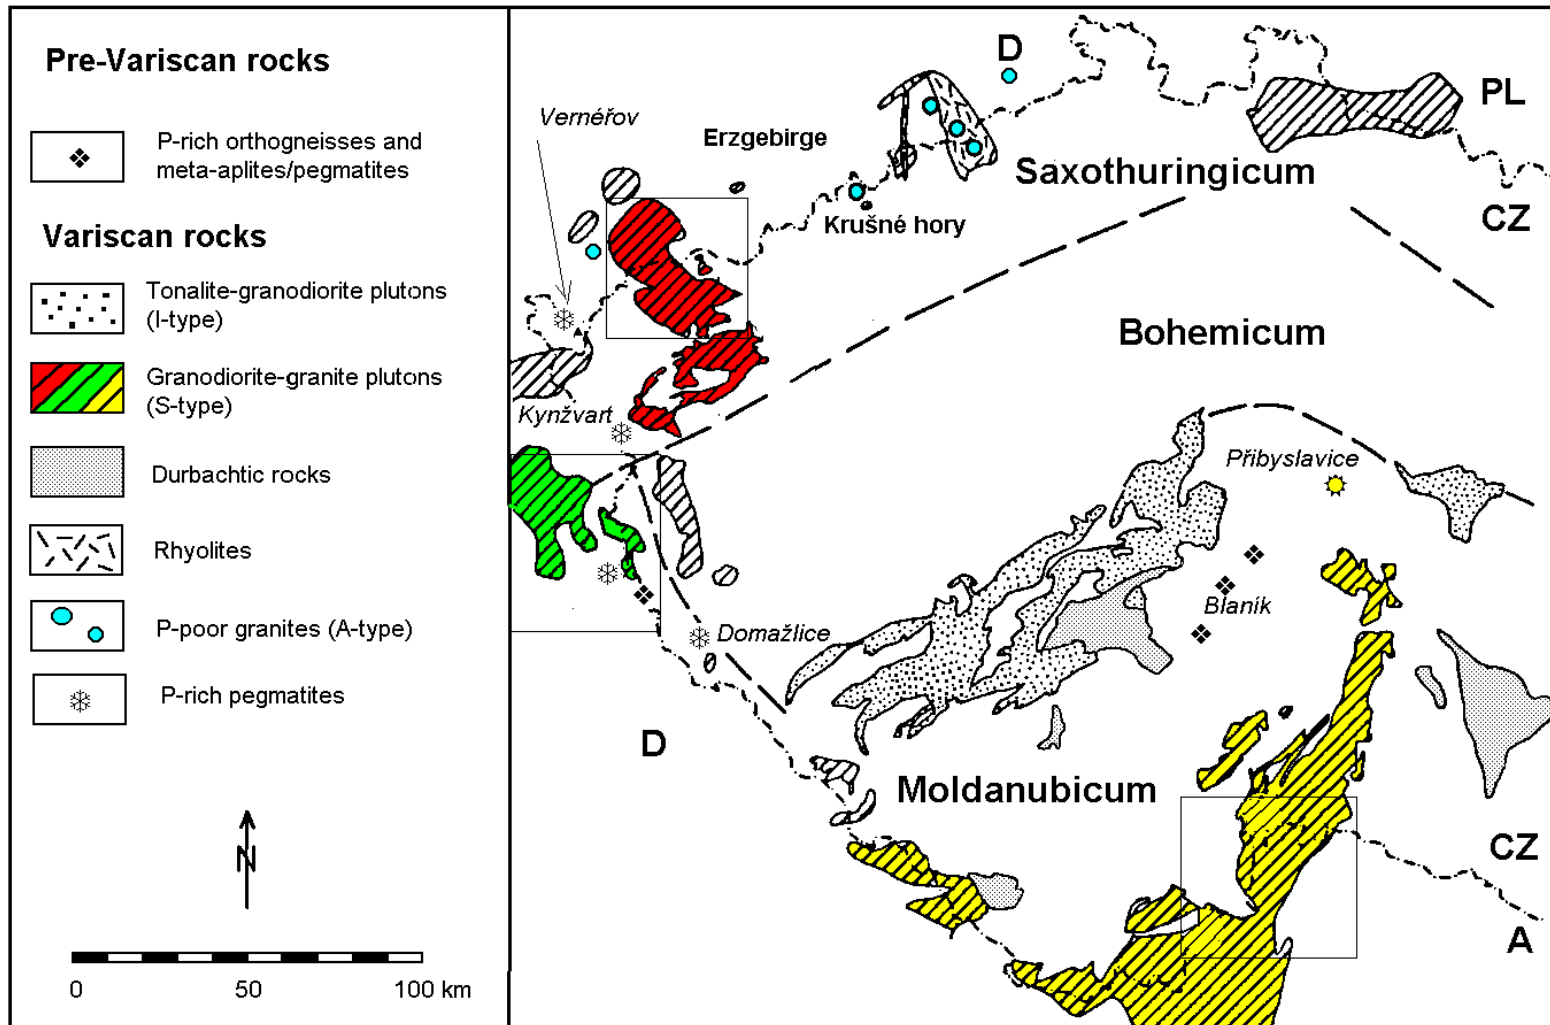 Pre-Variscan rocks
P-rich orthogneisses and
meta-aplites/pegmatites
Variscan rocks
Tonalite-granodiorite plutons
(I-type)
Granodiorite-granite plutons
(S-type)
Durbachtic rocks
Rhyolites
P-poor granites (A-type)
P-rich pegmatites
N
0 50 100 km
D
PL
Vernéřov
Erzgebirge
Saxothuringicum
CZ
Krušné hory
Bohemicum
Kynžvart
Přibyslavice
Blaník
Domažlice
D
Moldanubicum
CZ
A